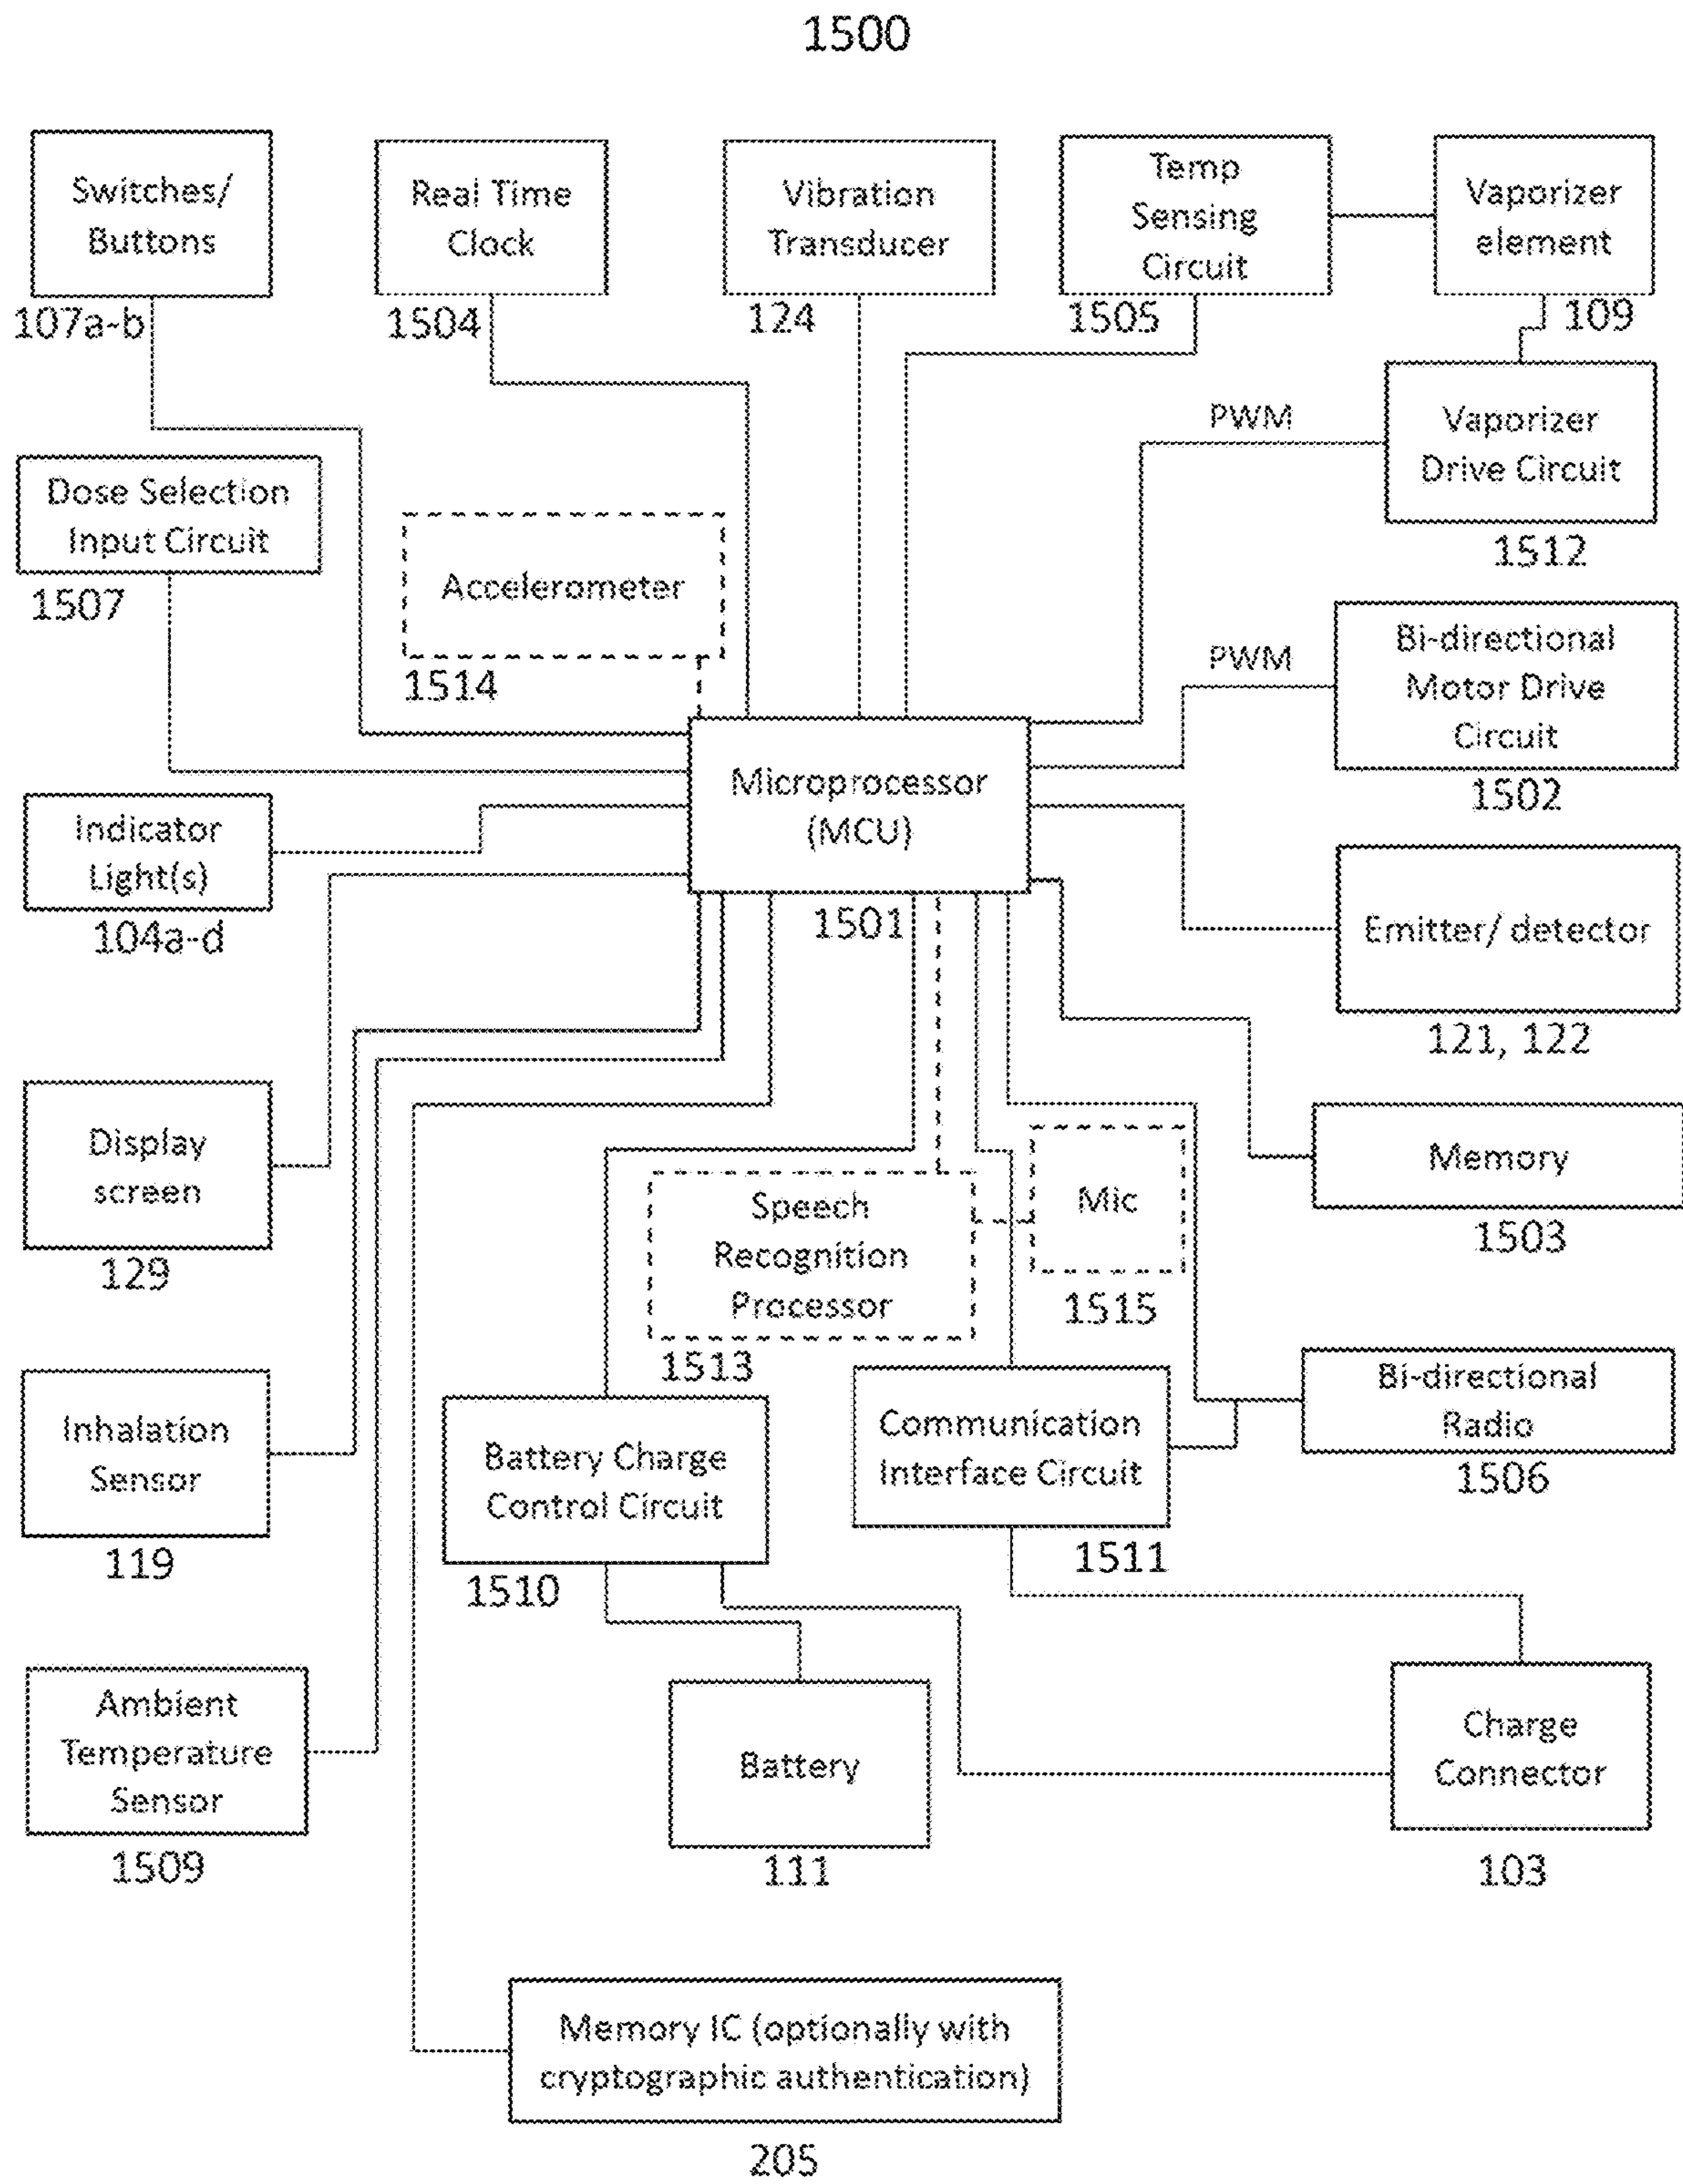 1500
Switches/
Buttons
107a-b
Real Time
Clock
1504
Vibration
Transducer
124
Temp
Sensing
Circuit
1505
Vaporizer
element
109
PWM
Vaporizer
Drive Circuit
1512
Dose Selection
Input Circuit
1507
Accelerometer
1514
PWM
Bi-directional
Motor Drive
Circuit
1502
Microprocessor
(MCU)
1501
Indicator
Light(s)
104a-d
Emitter/ detector
121, 122
Display
screen
129
Memory
1503
Speech
Recognition
Processor
1513
Mic
1515
Inhalation
Sensor
119
Battery Charge
Control Circuit
1510
Communication
Interface Circuit
1511
Bi-directional
Radio
1506
Ambient
Temperature
Sensor
1509
Battery
111
Charge
Connector
103
Memory IC (optionally with
cryptographic authentication)
205